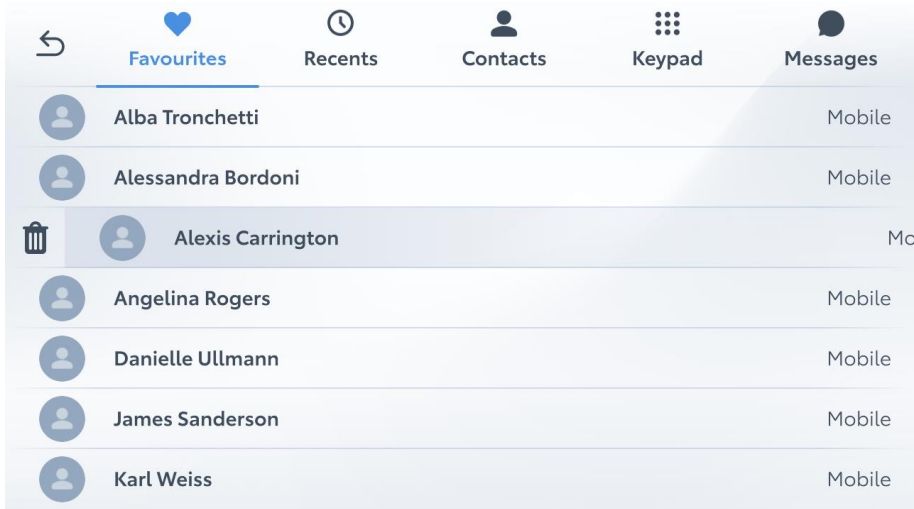 Favourites Recents Contacts Keypad Messages
Alba Tronchetti Mobile
Alessandra Bordoni Mobile
Alexis Carrington Mo
Angelina Rogers Mobile
Danielle Ullmann Mobile
James Sanderson Mobile
Karl Weiss Mobile